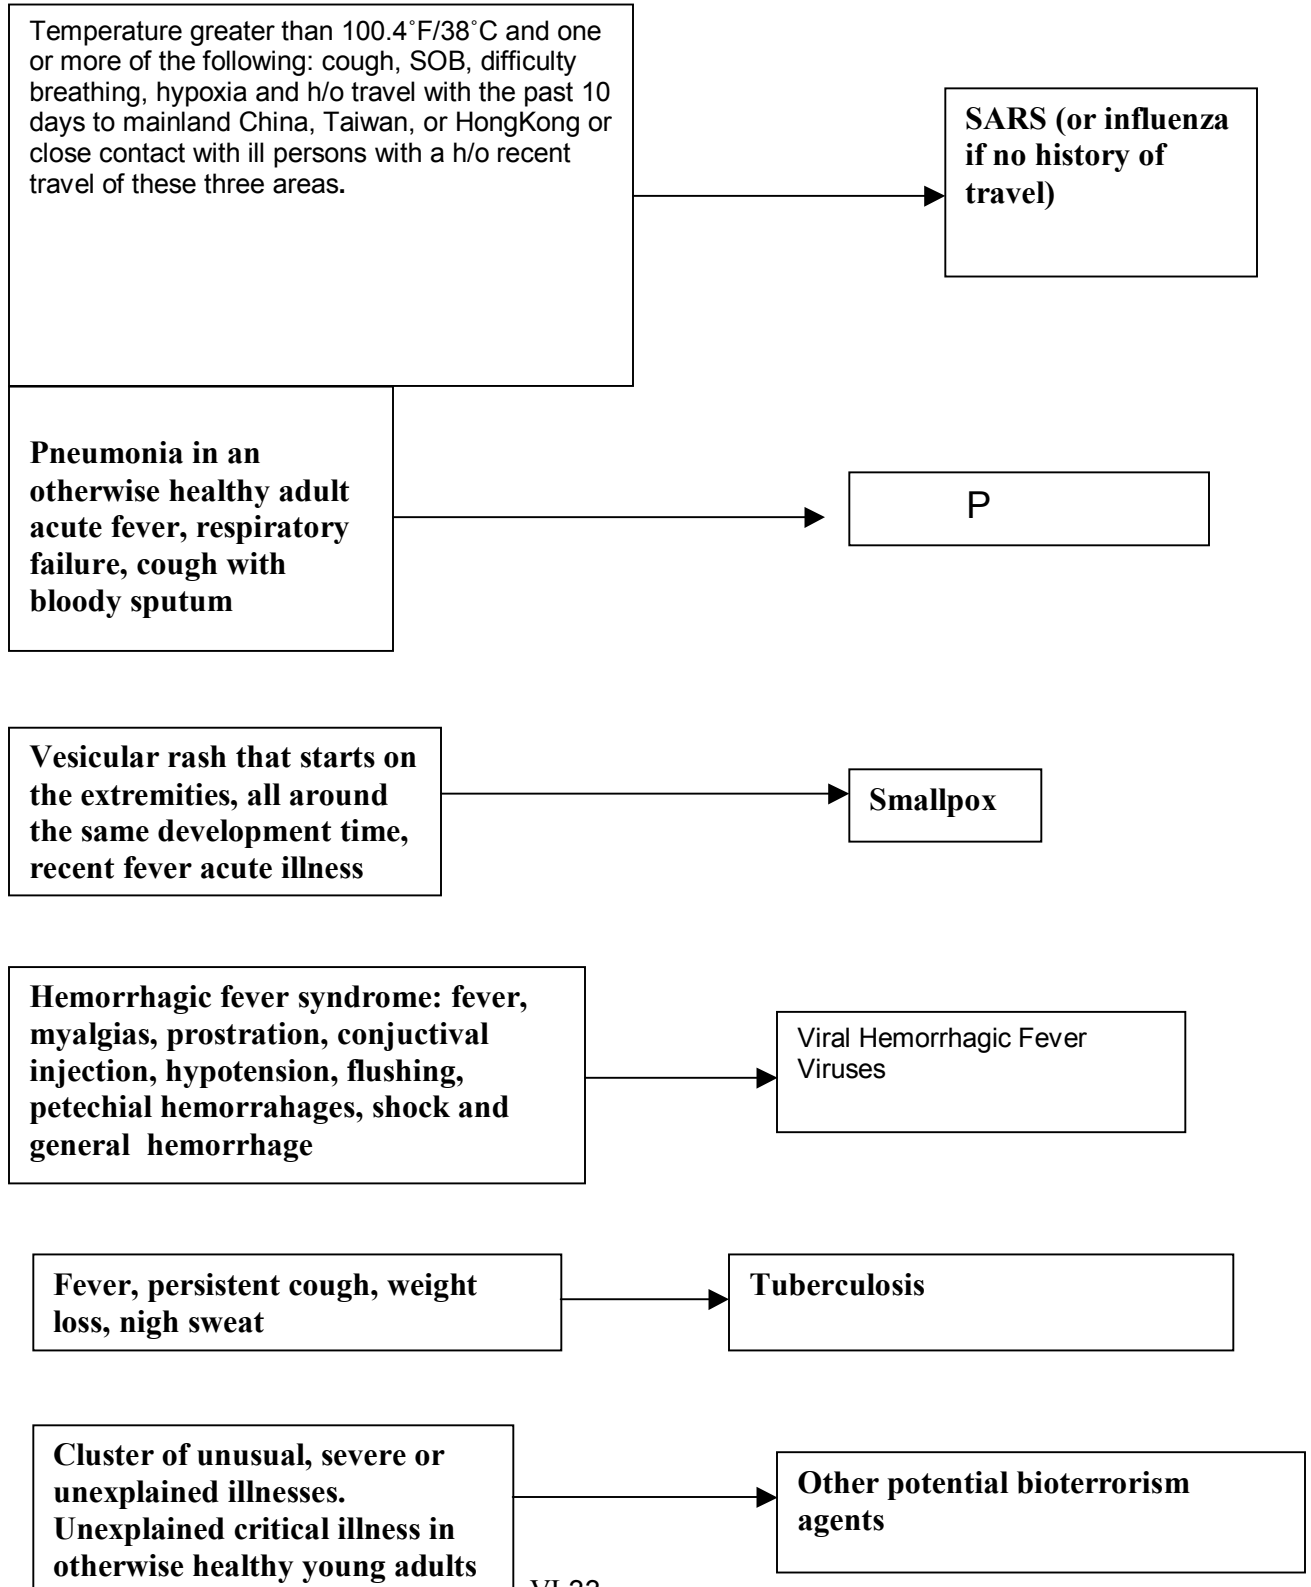 Temperature greater than 100.4˚F/38˚C and one
or more of the following: cough, SOB, difficulty
breathing, hypoxia and h/o travel with the past 10
days to mainland China, Taiwan, or HongKong or
close contact with ill persons with a h/o recent
travel of these three areas.
SARS (or influenza
if no history of
travel)
Pneumonia in an
otherwise healthy adult
acute fever, respiratory
failure, cough with
bloody sputum
P
Vesicular rash that starts on
the extremities, all around
the same development time,
recent fever acute illness
Smallpox
Hemorrhagic fever syndrome: fever,
myalgias, prostration, conjuctival
injection, hypotension, flushing,
petechial hemorrahages, shock and
general hemorrhage
Viral Hemorrhagic Fever
Viruses
Fever, persistent cough, weight
loss, nigh sweat
Tuberculosis
Cluster of unusual, severe or
unexplained illnesses.
Unexplained critical illness in
otherwise healthy young adults
Other potential bioterrorism
agents